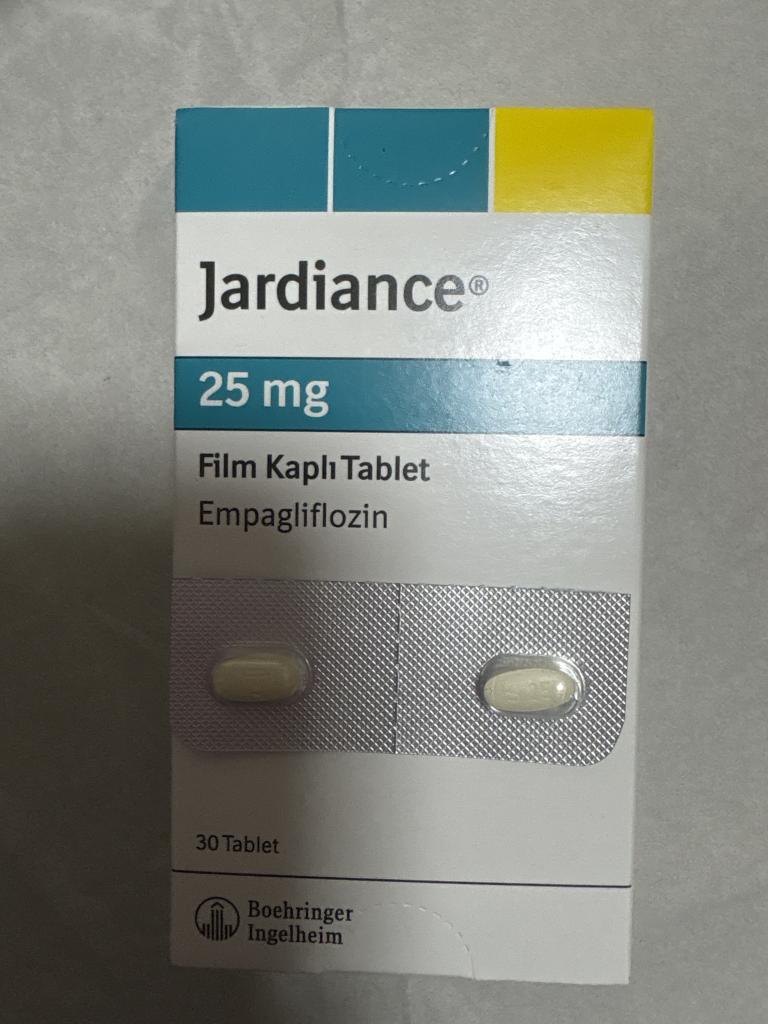 Jardiance®
25 mg
Film Kaplı Tablet
Empagliflozin
30 Tablet
Boehringer
Ingelheim